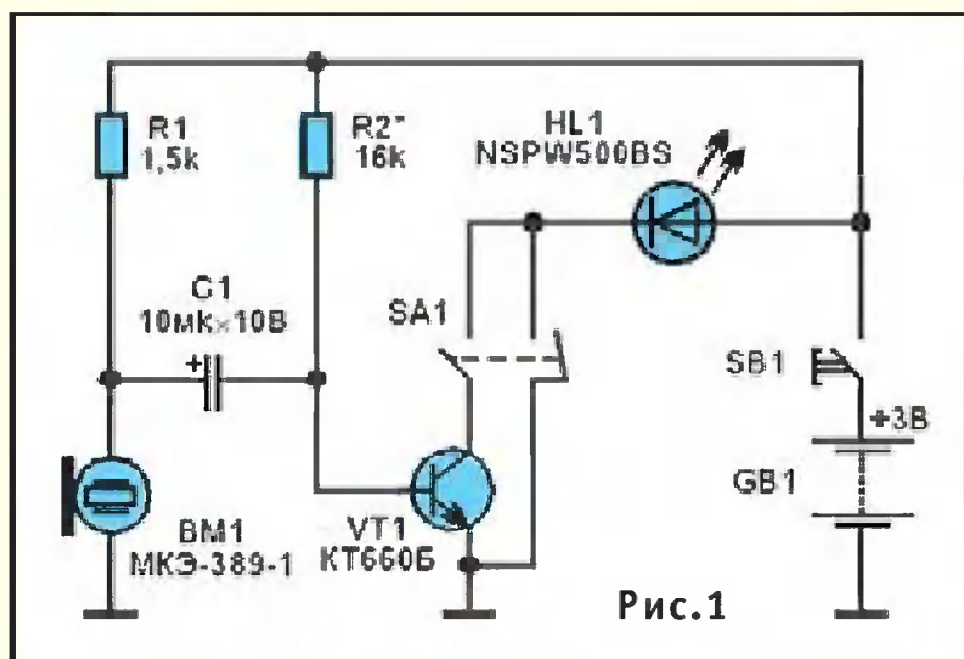 R1
1,5k
R2*
16k
HL1
NSPW500BS
C1
10мк×10В
SA1
SB1
+3В
GB1
+
BM1
МКЭ-389-1
VT1
КТ660Б
Рис.1